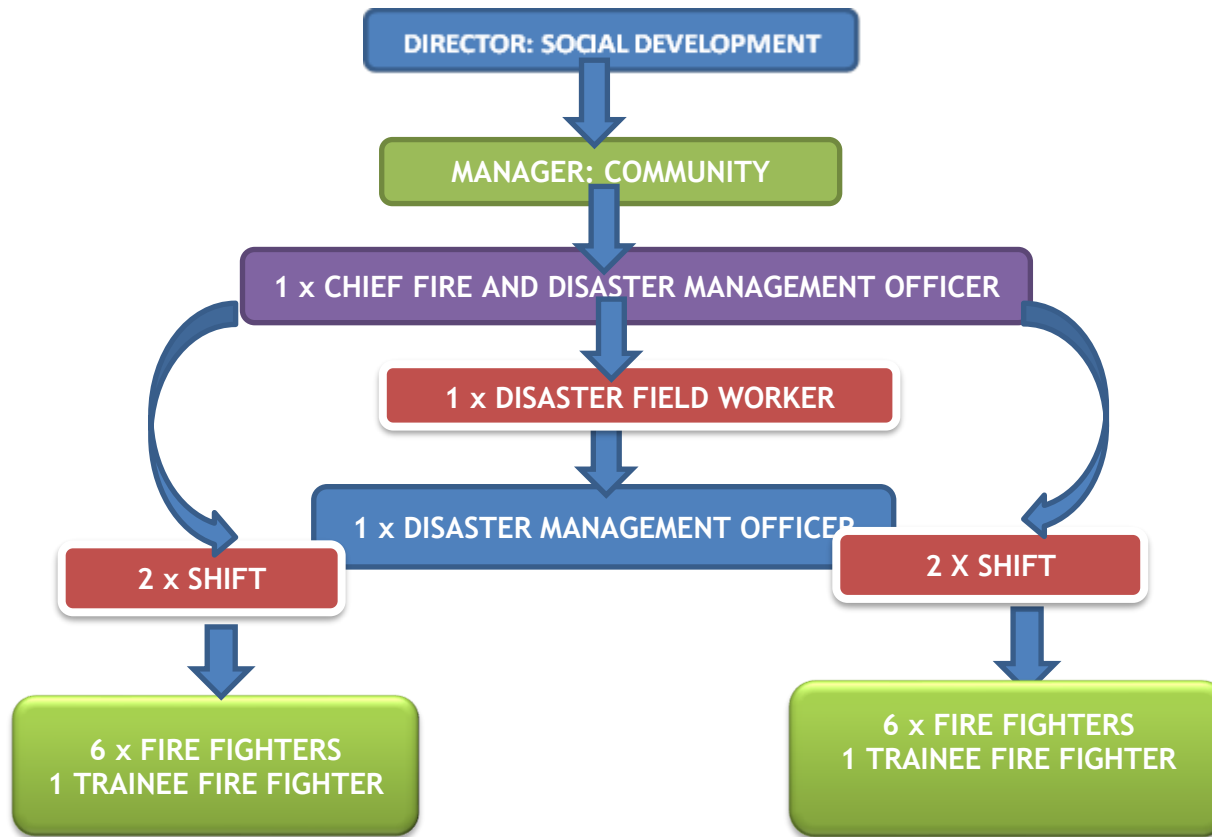 DIRECTOR: SOCIAL DEVELOPMENT
MANAGER: COMMUNITY
1 x CHIEF FIRE AND DISASTER MANAGEMENT OFFICER
1 x DISASTER FIELD WORKER
1 x DISASTER MANAGEMENT OFFICER
2 x SHIFT
2 X SHIFT
6 x FIRE FIGHTERS
1 TRAINEE FIRE FIGHTER
6 x FIRE FIGHTERS
1 TRAINEE FIRE FIGHTER